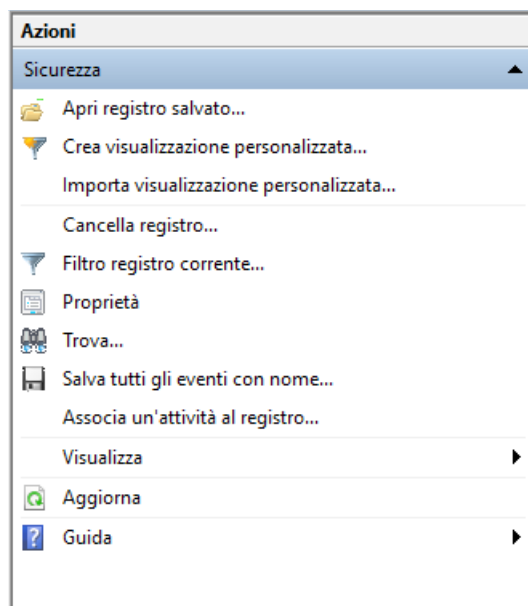 Azioni
Sicurezza
Apri registro salvato...
Crea visualizzazione personalizzata...
Importa visualizzazione personalizzata...
Cancella registro...
Filtro registro corrente...
Proprietà
Trova...
Salva tutti gli eventi con nome...
Associa un'attività al registro...
Visualizza
Aggiorna
Guida